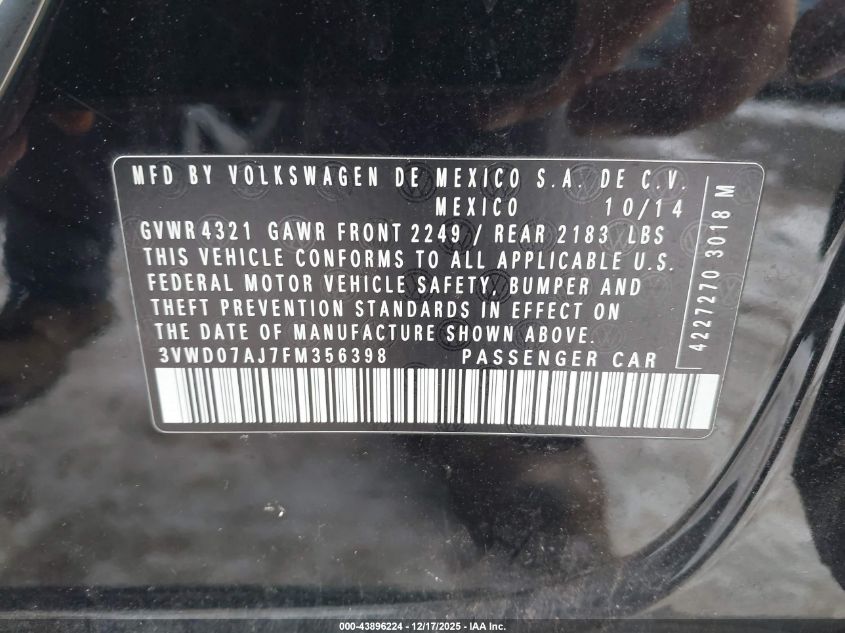 MFD BY VOLKSWAGEN DE MEXICO S.A. DE C.V.
MEXICO 10/14
GVWR 4321 GAWR FRONT 2249 / REAR 2183 LBS
THIS VEHICLE CONFORMS TO ALL APPLICABLE U.S.
FEDERAL MOTOR VEHICLE SAFETY, BUMPER AND
THEFT PREVENTION STANDARDS IN EFFECT ON
THE DATE OF MANUFACTURE SHOWN ABOVE.
3VWD07AJ7FM356398 PASSENGER CAR
4227270 3018 M
000-43896224 - 12/17/2025 - IAA Inc.